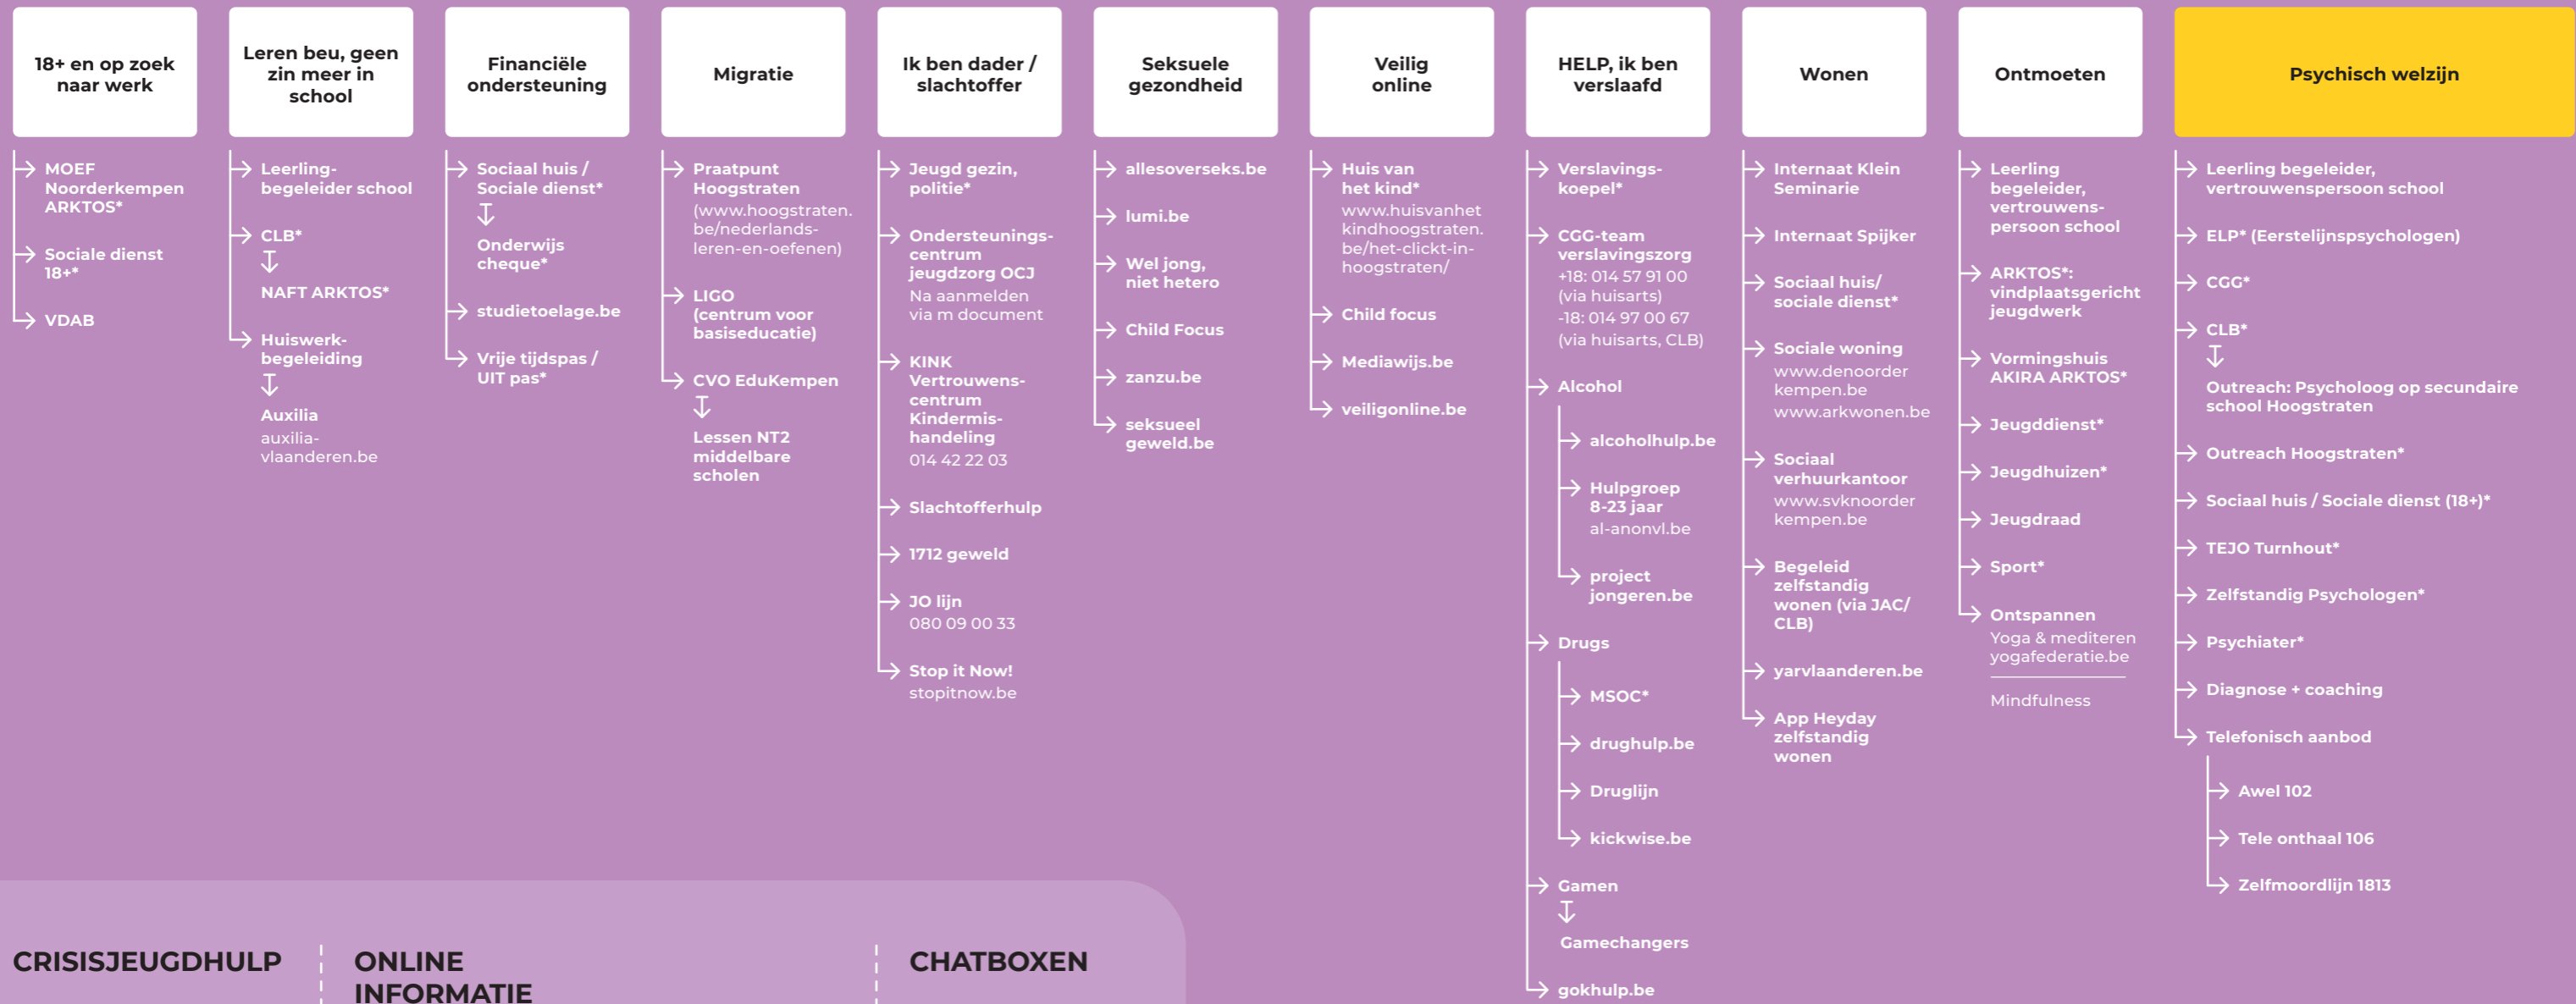 18+ en op zoek
naar werk
MOEF
Noorderkempen
ARKTOS*
Sociale dienst
18+*
VDAB
Leren beu, geen
zin meer in
school
Leerling-
begeleider school
CLB*
NAFT ARKTOS*
Huiswerk-
begeleiding
Auxilia
auxilia-
vlaanderen.be
Financiële
ondersteuning
Sociaal huis /
Sociale dienst*
Onderwijs
cheque*
studietoelage.be
Vrije tijdspas /
UIT pas*
Migratie
Praatpunt
Hoogstraten
(www.hoogstraten.
be/nederlands-
leren-en-oefenen)
LIGO
(centrum voor
basiseducatie)
CVO EduKempen
Lessen NT2
middelbare
scholen
Ik ben dader /
slachtoffer
Jeugd gezin,
politie*
Ondersteunings-
centrum
jeugdzorg OCJ
Na aanmelden
via m document
KINK
Vertrouwens-
centrum
Kindermis-
handeling
014 42 22 03
Slachtofferhulp
1712 geweld
JO lijn
080 09 00 33
Stop it Now!
stopitnow.be
Seksuele
gezondheid
allesoverseks.be
lumi.be
Wel jong,
niet hetero
Child Focus
zanzu.be
seksueel
geweld.be
Veilig
online
Huis van
het kind*
www.huisvanhet
kindhoogstraten.
be/het-clickt-in-
hoogstraten/
Child focus
Mediawijs.be
veiligonline.be
HELP, ik ben
verslaafd
Verslavings-
koepel*
CGG-team
verslavingszorg
+18: 014 57 91 00
(via huisarts)
-18: 014 97 00 67
(via huisarts, CLB)
Alcohol
alcoholhulp.be
Hulpgroep
8-23 jaar
al-anonvl.be
project
jongeren.be
Drugs
MSOC*
drughulp.be
Druglijn
kickwise.be
Gamen
Gamechangers
gokhulp.be
Wonen
Internaat Klein
Seminarie
Internaat Spijker
Sociaal huis/
sociale dienst*
Sociale woning
www.denoorder
kempen.be
www.arkwonen.be
Sociaal
verhuurkantoor
www.svknoorder
kempen.be
Begeleid
zelfstandig
wonen (via JAC/
CLB)
yarvlaanderen.be
App Heyday
zelfstandig
wonen
Ontmoeten
Leerling
begeleider,
vertrouwens-
persoon school
ARKTOS*:
vindplaatsgericht
jeugdwerk
Vormingshuis
AKIRA ARKTOS*
Jeugddienst*
Jeugdhuizen*
Jeugdraad
Sport*
Ontspannen
Yoga & mediteren
yogafederatie.be
Mindfulness
Psychisch welzijn
Leerling begeleider,
vertrouwenspersoon school
ELP* (Eerstelijnspsychologen)
CGG*
CLB*
Outreach: Psycholoog op secundaire
school Hoogstraten
Outreach Hoogstraten*
Sociaal huis / Sociale dienst (18+)*
TEJO Turnhout*
Zelfstandig Psychologen*
Psychiater*
Diagnose + coaching
Telefonisch aanbod
Awel 102
Tele onthaal 106
Zelfmoordlijn 1813
CRISISJEUGDHULP
ONLINE
INFORMATIE
CHATBOXEN